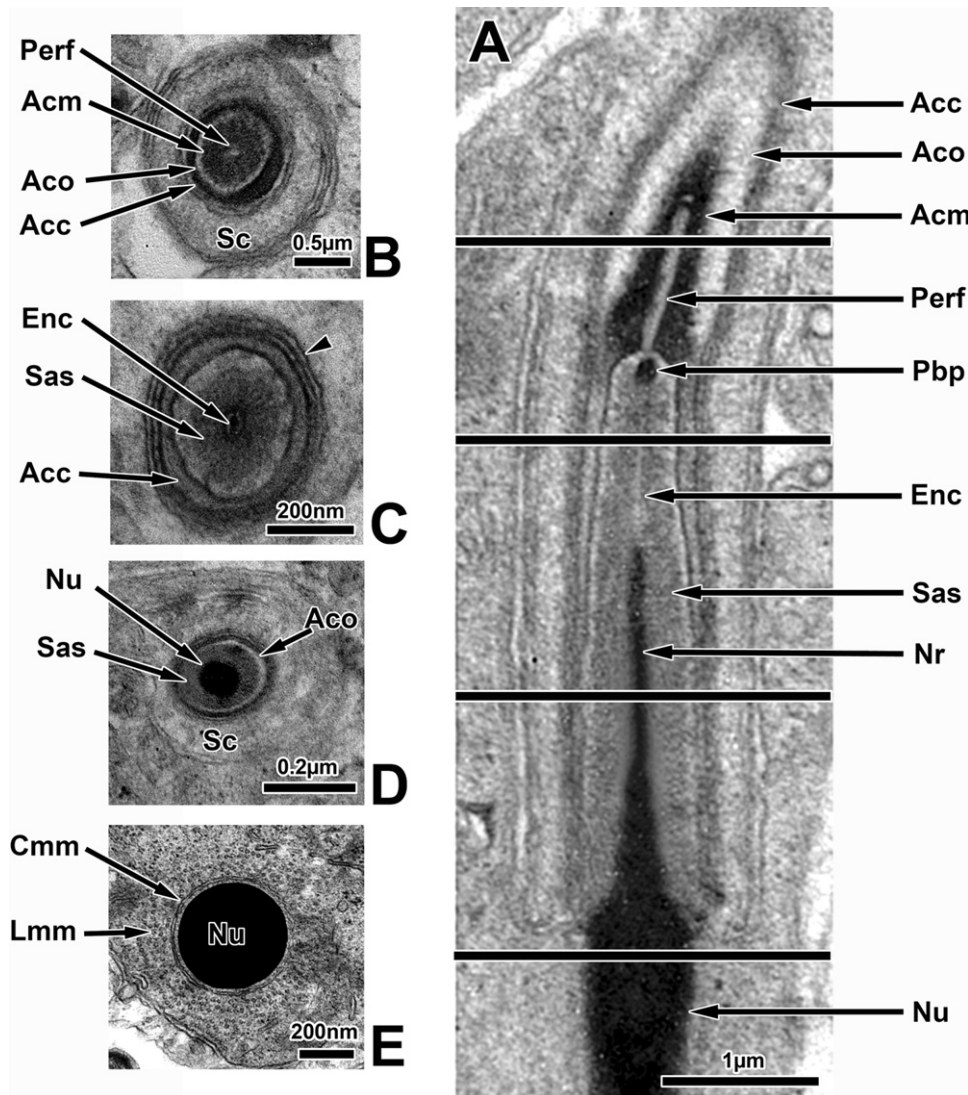 Perf
Acm
Aco
Acc
Sc
0.5µm
B
Enc
Sas
Acc
200nm
C
Nu
Sas
Aco
Sc
0.2µm
D
Cmm
Lmm
Nu
200nm
E
A
Acc
Aco
Acm
Perf
Pbp
Enc
Sas
Nr
Nu
1µm